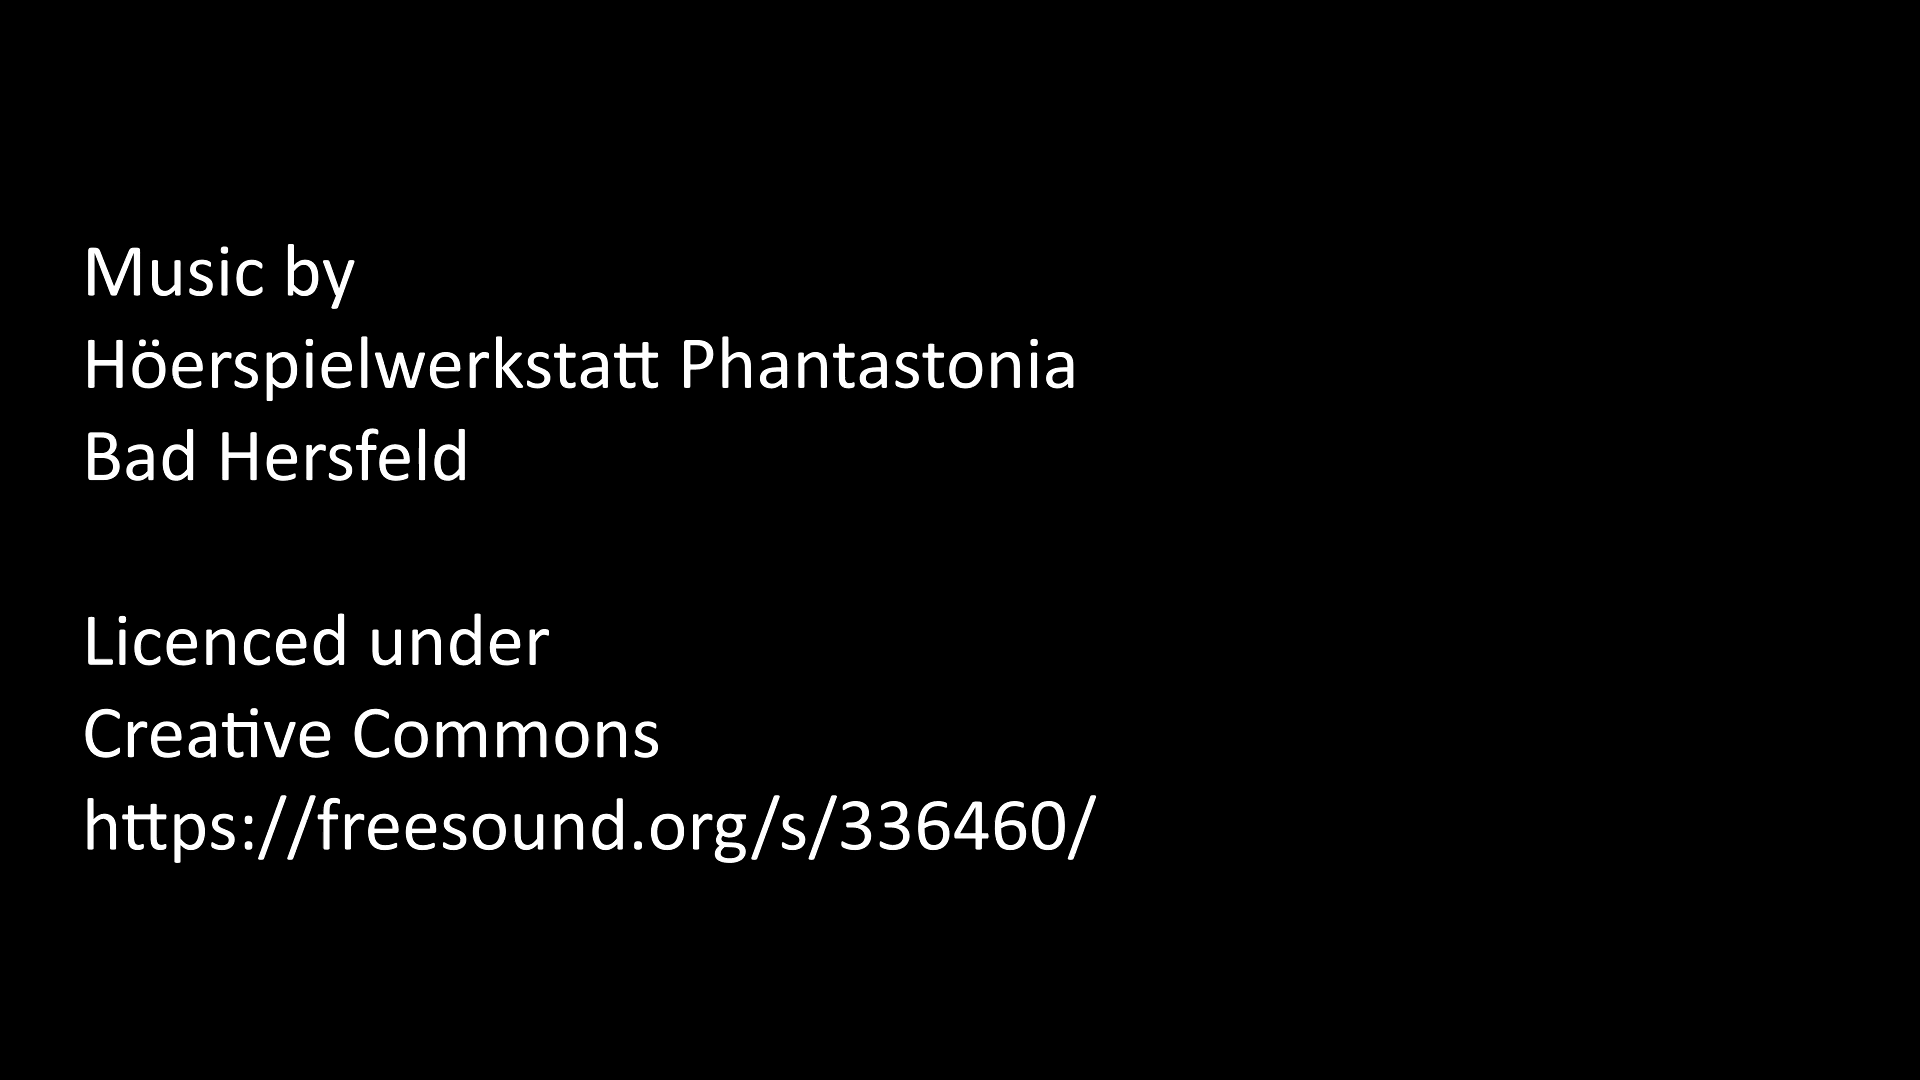 Music by
Höerspielwerkstatt Phantastonia
Bad Hersfeld
Licenced under
Creative Commons
https://freesound.org/s/336460/